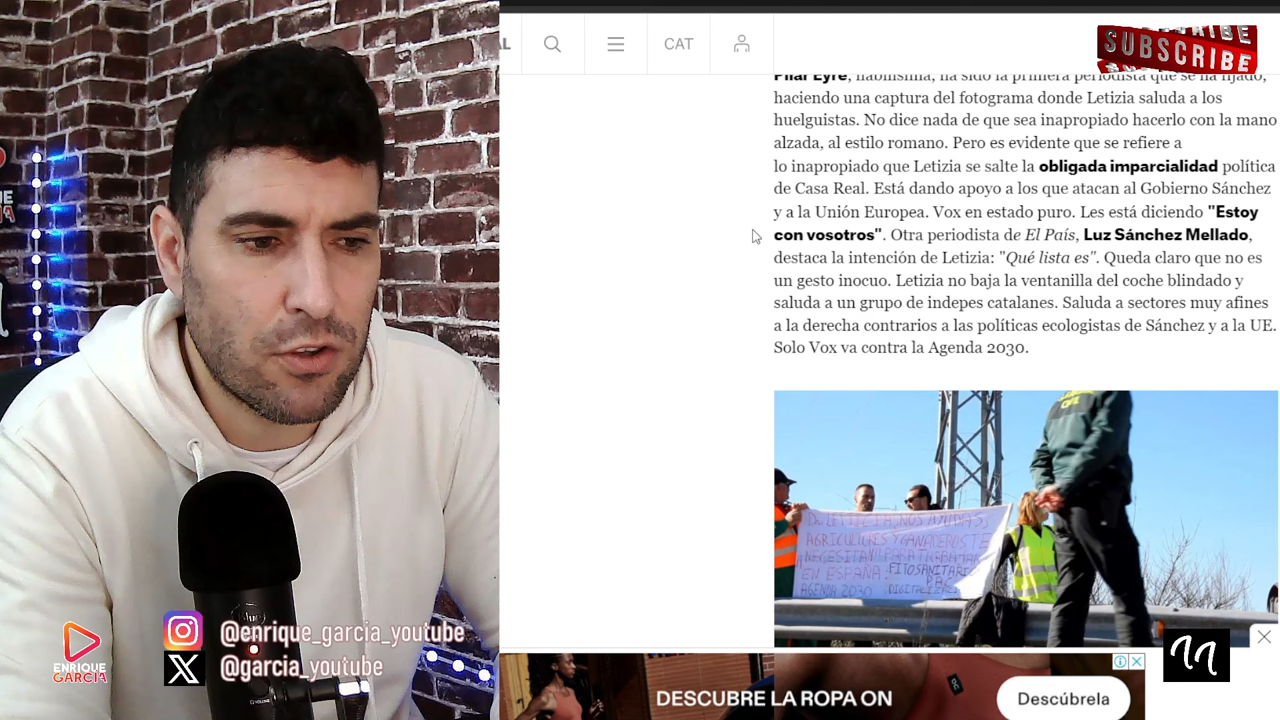 AL
CAT
SUBSCRIBE
Pilar Eyre, habilísima, ha sido la primera periodista que se ha fijado,
haciendo una captura del fotograma donde Letizia saluda a los
huelguistas. No dice nada de que sea inapropiado hacerlo con la mano
alzada, al estilo romano. Pero es evidente que se refiere a
lo inapropiado que Letizia se salte la obligada imparcialidad política
de Casa Real. Está dando apoyo a los que atacan al Gobierno Sánchez
y a la Unión Europea. Vox en estado puro. Les está diciendo "Estoy
con vosotros". Otra periodista de El País, Luz Sánchez Mellado,
destaca la intención de Letizia: "Qué lista es". Queda claro que no es
un gesto inocuo. Letizia no baja la ventanilla del coche blindado y
saluda a un grupo de indepes catalanes. Saluda a sectores muy afines
a la derecha contrarios a las políticas ecologistas de Sánchez y a la UE.
Solo Vox va contra la Agenda 2030.
AGRICULTORES Y GANADEROS TE
NECESITAN PARA TRABAJAR
EN ESPAÑA. FITOSANITARIO
PAC
AGENDA 2030
ENRIQUE
GARCIA
@enrique_garcia_youtube
@garcia_youtube
DESCUBRE LA ROPA ON
Descúbrela